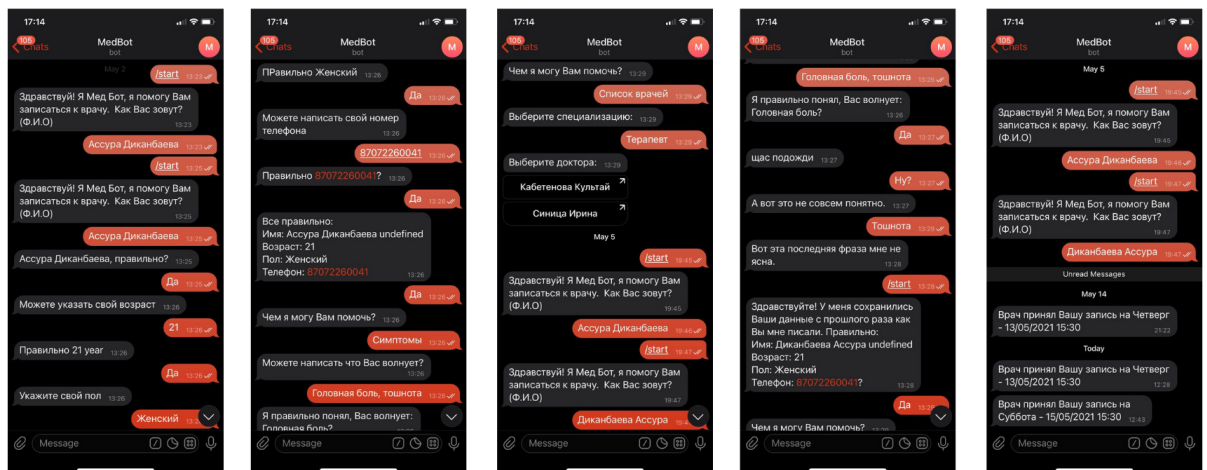 17:14
105
Chats
MedBot
bot
M
May 2
/start 13:23
Здравствуй! Я Мед Бот, я помогу Вам
записаться к врачу. Как Вас зовут?
(Ф.И.О) 13:23
Ассура Диканбаева 13:23
/start 13:25
Здравствуй! Я Мед Бот, я помогу Вам
записаться к врачу. Как Вас зовут?
(Ф.И.О) 13:25
Ассура Диканбаева 13:25
Ассура Диканбаева, правильно? 13:25
Да 13:25
Можете указать свой возраст 13:26
21 13:26
Правильно 21 year 13:26
Да 13:26
Укажите свой пол 13:26
Женский
Message
17:14
105
Chats
MedBot
bot
M
ПРавильно Женский 13:26
Да 13:26
Можете написать свой номер
телефона 13:26
87072260041 13:26
Правильно 87072260041? 13:26
Да 13:26
Все правильно:
Имя: Ассура Диканбаева undefined
Возраст: 21
Пол: Женский
Телефон: 87072260041 13:26
Да 13:26
Чем я могу Вам помочь? 13:26
Симптомы 13:26
Можете написать что Вас волнует?
13:26
Головная боль, тошнота 13:26
Я правильно понял, Вас волнует:
Головная боль?
Message
17:14
105
Chats
MedBot
bot
M
Чем я могу Вам помочь? 13:29
Список врачей 13:29
Выберите специализацию: 13:29
Терапевт 13:29
Выберите доктора: 13:29
Кабетенова Культай
Синица Ирина
May 5
/start 19:45
Здравствуй! Я Мед Бот, я помогу Вам
записаться к врачу. Как Вас зовут?
(Ф.И.О) 19:45
Ассура Диканбаева 19:46
/start 19:47
Здравствуй! Я Мед Бот, я помогу Вам
записаться к врачу. Как Вас зовут?
(Ф.И.О) 19:47
Диканбаева Ассура
Message
17:14
105
Chats
MedBot
bot
M
Головная боль, тошнота 13:26
Я правильно понял, Вас волнует:
Головная боль? 13:26
Да 13:27
щас подожди 13:27
Ну? 13:27
А вот это не совсем понятно. 13:27
Тошнота 13:28
Вот эта последняя фраза мне не
ясна. 13:28
/start 13:28
Здравствуйте! У меня сохранились
Ваши данные с прошлого раза как
Вы мне писали. Правильно:
Имя: Диканбаева Ассура undefined
Возраст: 21
Пол: Женский
Телефон: 87072260041? 13:28
Да
Чем я могу Вам помочь? 13:29
Message
17:14
105
Chats
MedBot
bot
M
May 5
/start 19:45
Здравствуй! Я Мед Бот, я помогу Вам
записаться к врачу. Как Вас зовут?
(Ф.И.О) 19:45
Ассура Диканбаева 19:46
/start 19:47
Здравствуй! Я Мед Бот, я помогу Вам
записаться к врачу. Как Вас зовут?
(Ф.И.О) 19:47
Диканбаева Ассура 19:47
Unread Messages
May 14
Врач принял Вашу запись на Четверг
- 13/05/2021 15:30 21:22
Today
Врач принял Вашу запись на Четверг
- 13/05/2021 15:30 12:28
Врач принял Вашу запись на
Суббота - 15/05/2021 15:30 12:43
Message